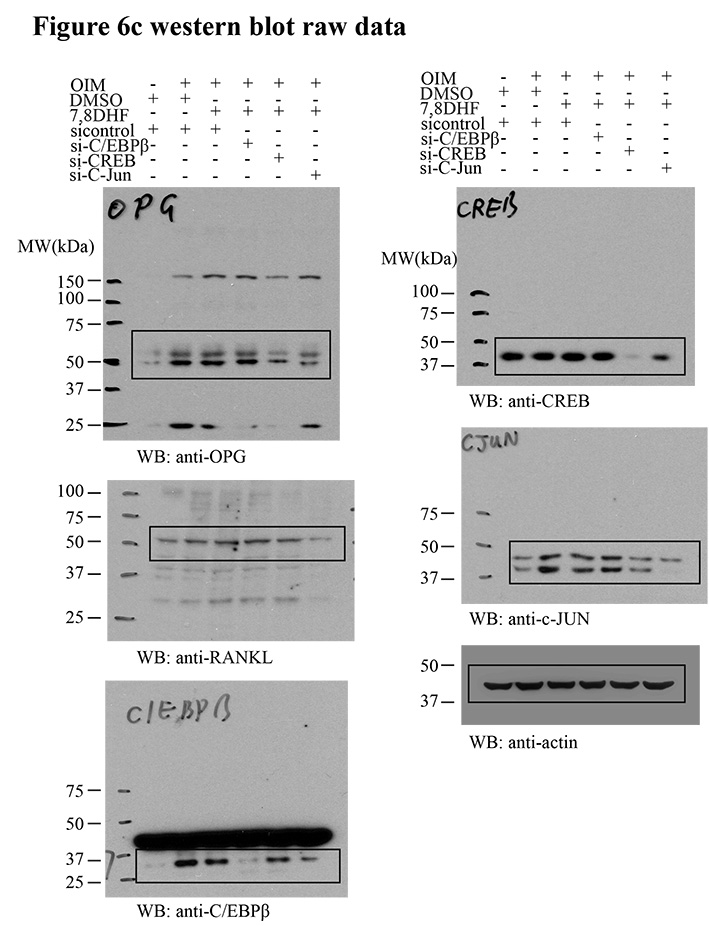 Figure 6c western blot raw data
OIM - + + + + +
DMSO + + - - - -
7,8DHF - - + + + +
sicontrol + + + - - -
si-C/EBPβ - - - + - -
si-CREB - - - - + -
si-C-Jun - - - - - +
OPG
MW(kDa)
150
100
75
50
37
25
WB: anti-OPG
100
75
50
37
25
WB: anti-RANKL
C/EBPβ
75
50
37
25
WB: anti-C/EBPβ
OIM - + + + + +
DMSO + + - - - -
7,8DHF - - + + + +
sicontrol + + + - - -
si-C/EBPβ - - - + - -
si-CREB - - - - + -
si-C-Jun - - - - - +
CREB
MW(kDa)
100
75
50
37
WB: anti-CREB
CJUN
75
50
37
WB: anti-c-JUN
50
37
WB: anti-actin